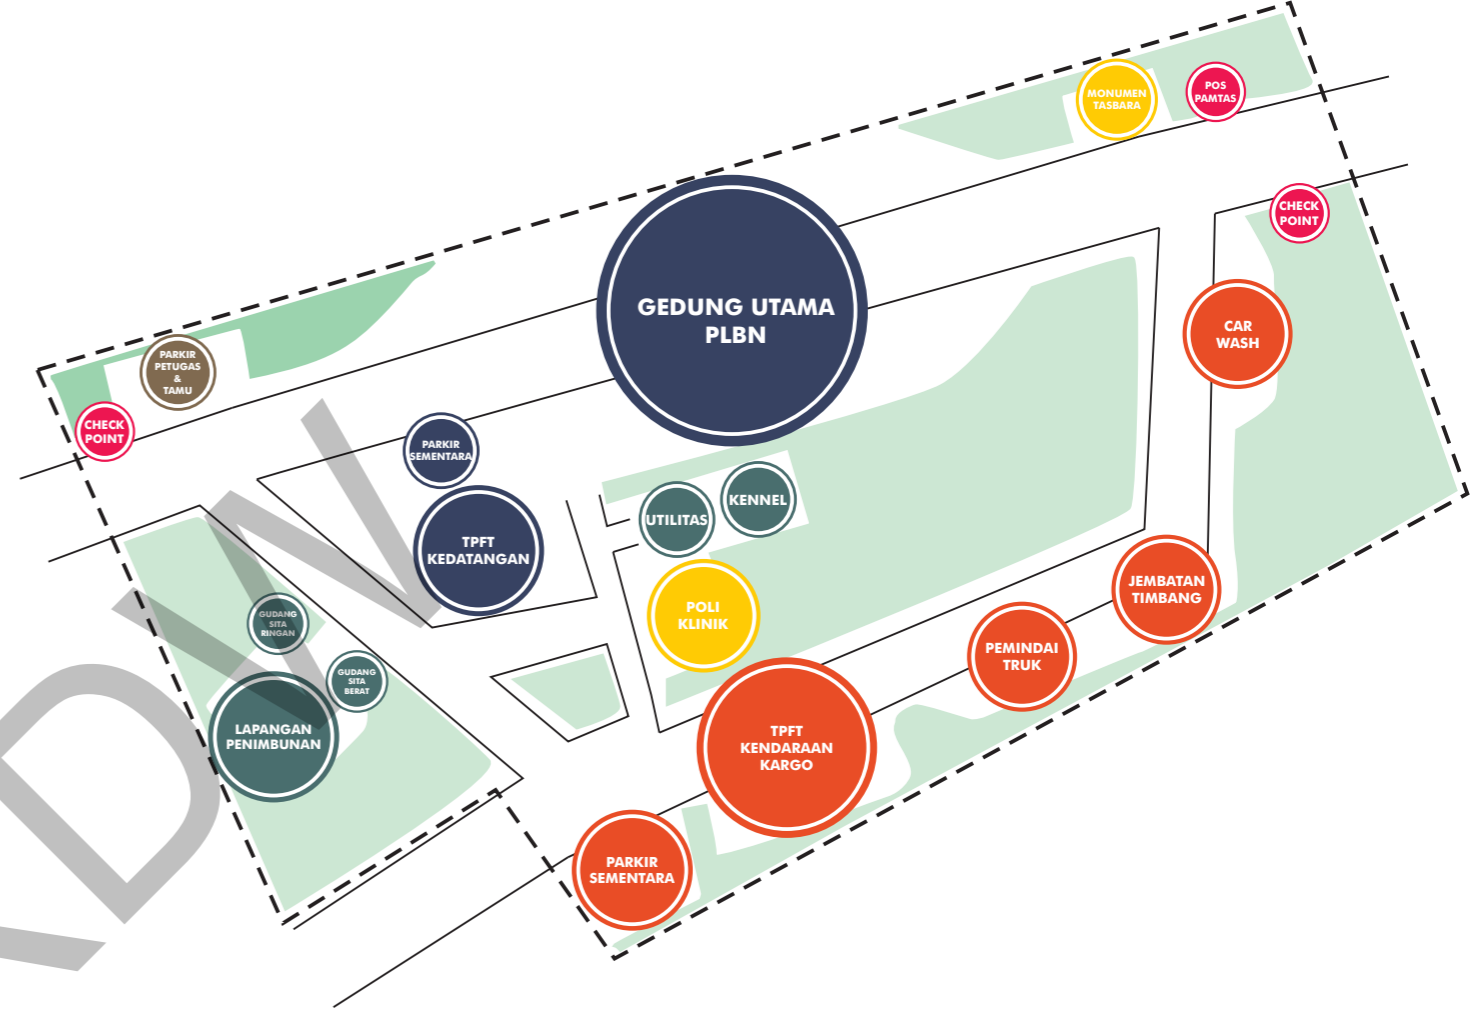 MONUMEN
TASBARA
POS
PAMTAS
CHECK
POINT
GEDUNG UTAMA
PLBN
CAR
WASH
PARKIR
PETUGAS
&
TAMU
CHECK
POINT
PARKIR
SEMENTARA
TPFT
KEDATANGAN
UTILITAS
KENNEL
POLI
KLINIK
JEMBATAN
TIMBANG
PEMINDAI
TRUK
GUDANG
SITA
RINGAN
GUDANG
SITA
BERAT
LAPANGAN
PENIMBUNAN
TPFT
KENDARAAN
KARGO
PARKIR
SEMENTARA